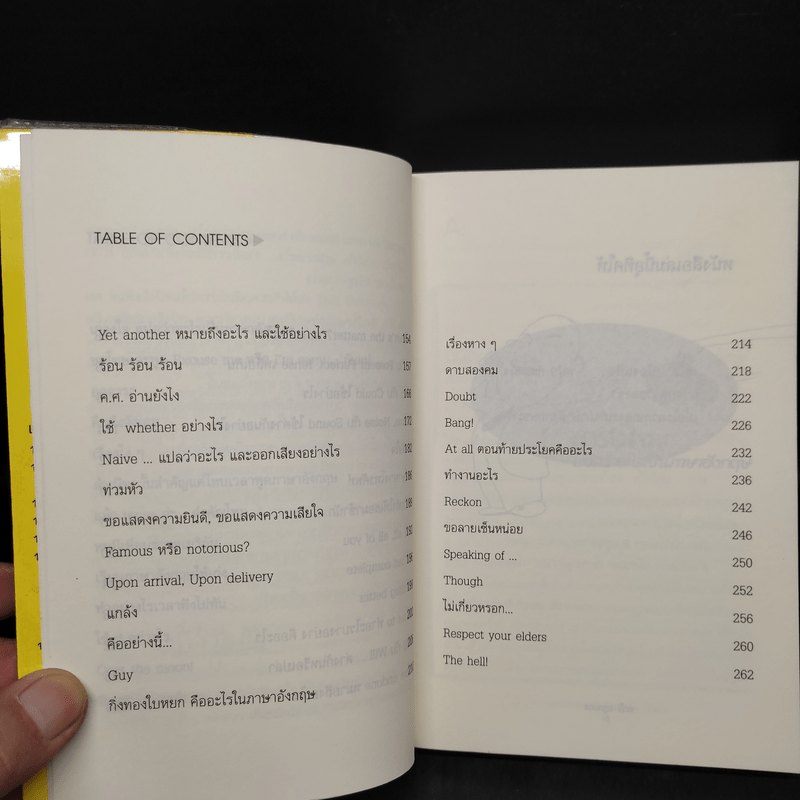 TABLE OF CONTENTS
Yet another หมายถึงอะไร และใช้อย่างไร 154
ร้อน ร้อน ร้อน 157
ค.ศ. อ่านยังไง 166
ใช้ whether อย่างไร 172
Naive ... แปลว่าอะไร และออกเสียงอย่างไร 182
ท่วมหัว 186
ขอแสดงความยินดี, ขอแสดงความเสียใจ
Famous หรือ notorious?
Upon arrival, Upon delivery
แกล้ง
คืออย่างนี้...
Guy
กิ่งทองใบหยก คืออะไรในภาษาอังกฤษ
เรื่องหาง ๆ 214
ดาบสองคม 218
Doubt 222
Bang! 226
At all ตอนท้ายประโยคคืออะไร 232
ทำงานอะไร 236
Reckon 242
ขอลายเซ็นหน่อย 246
Speaking of ... 250
Though 252
ไม่เกี่ยวหรอก... 256
Respect your elders 260
The hell! 262